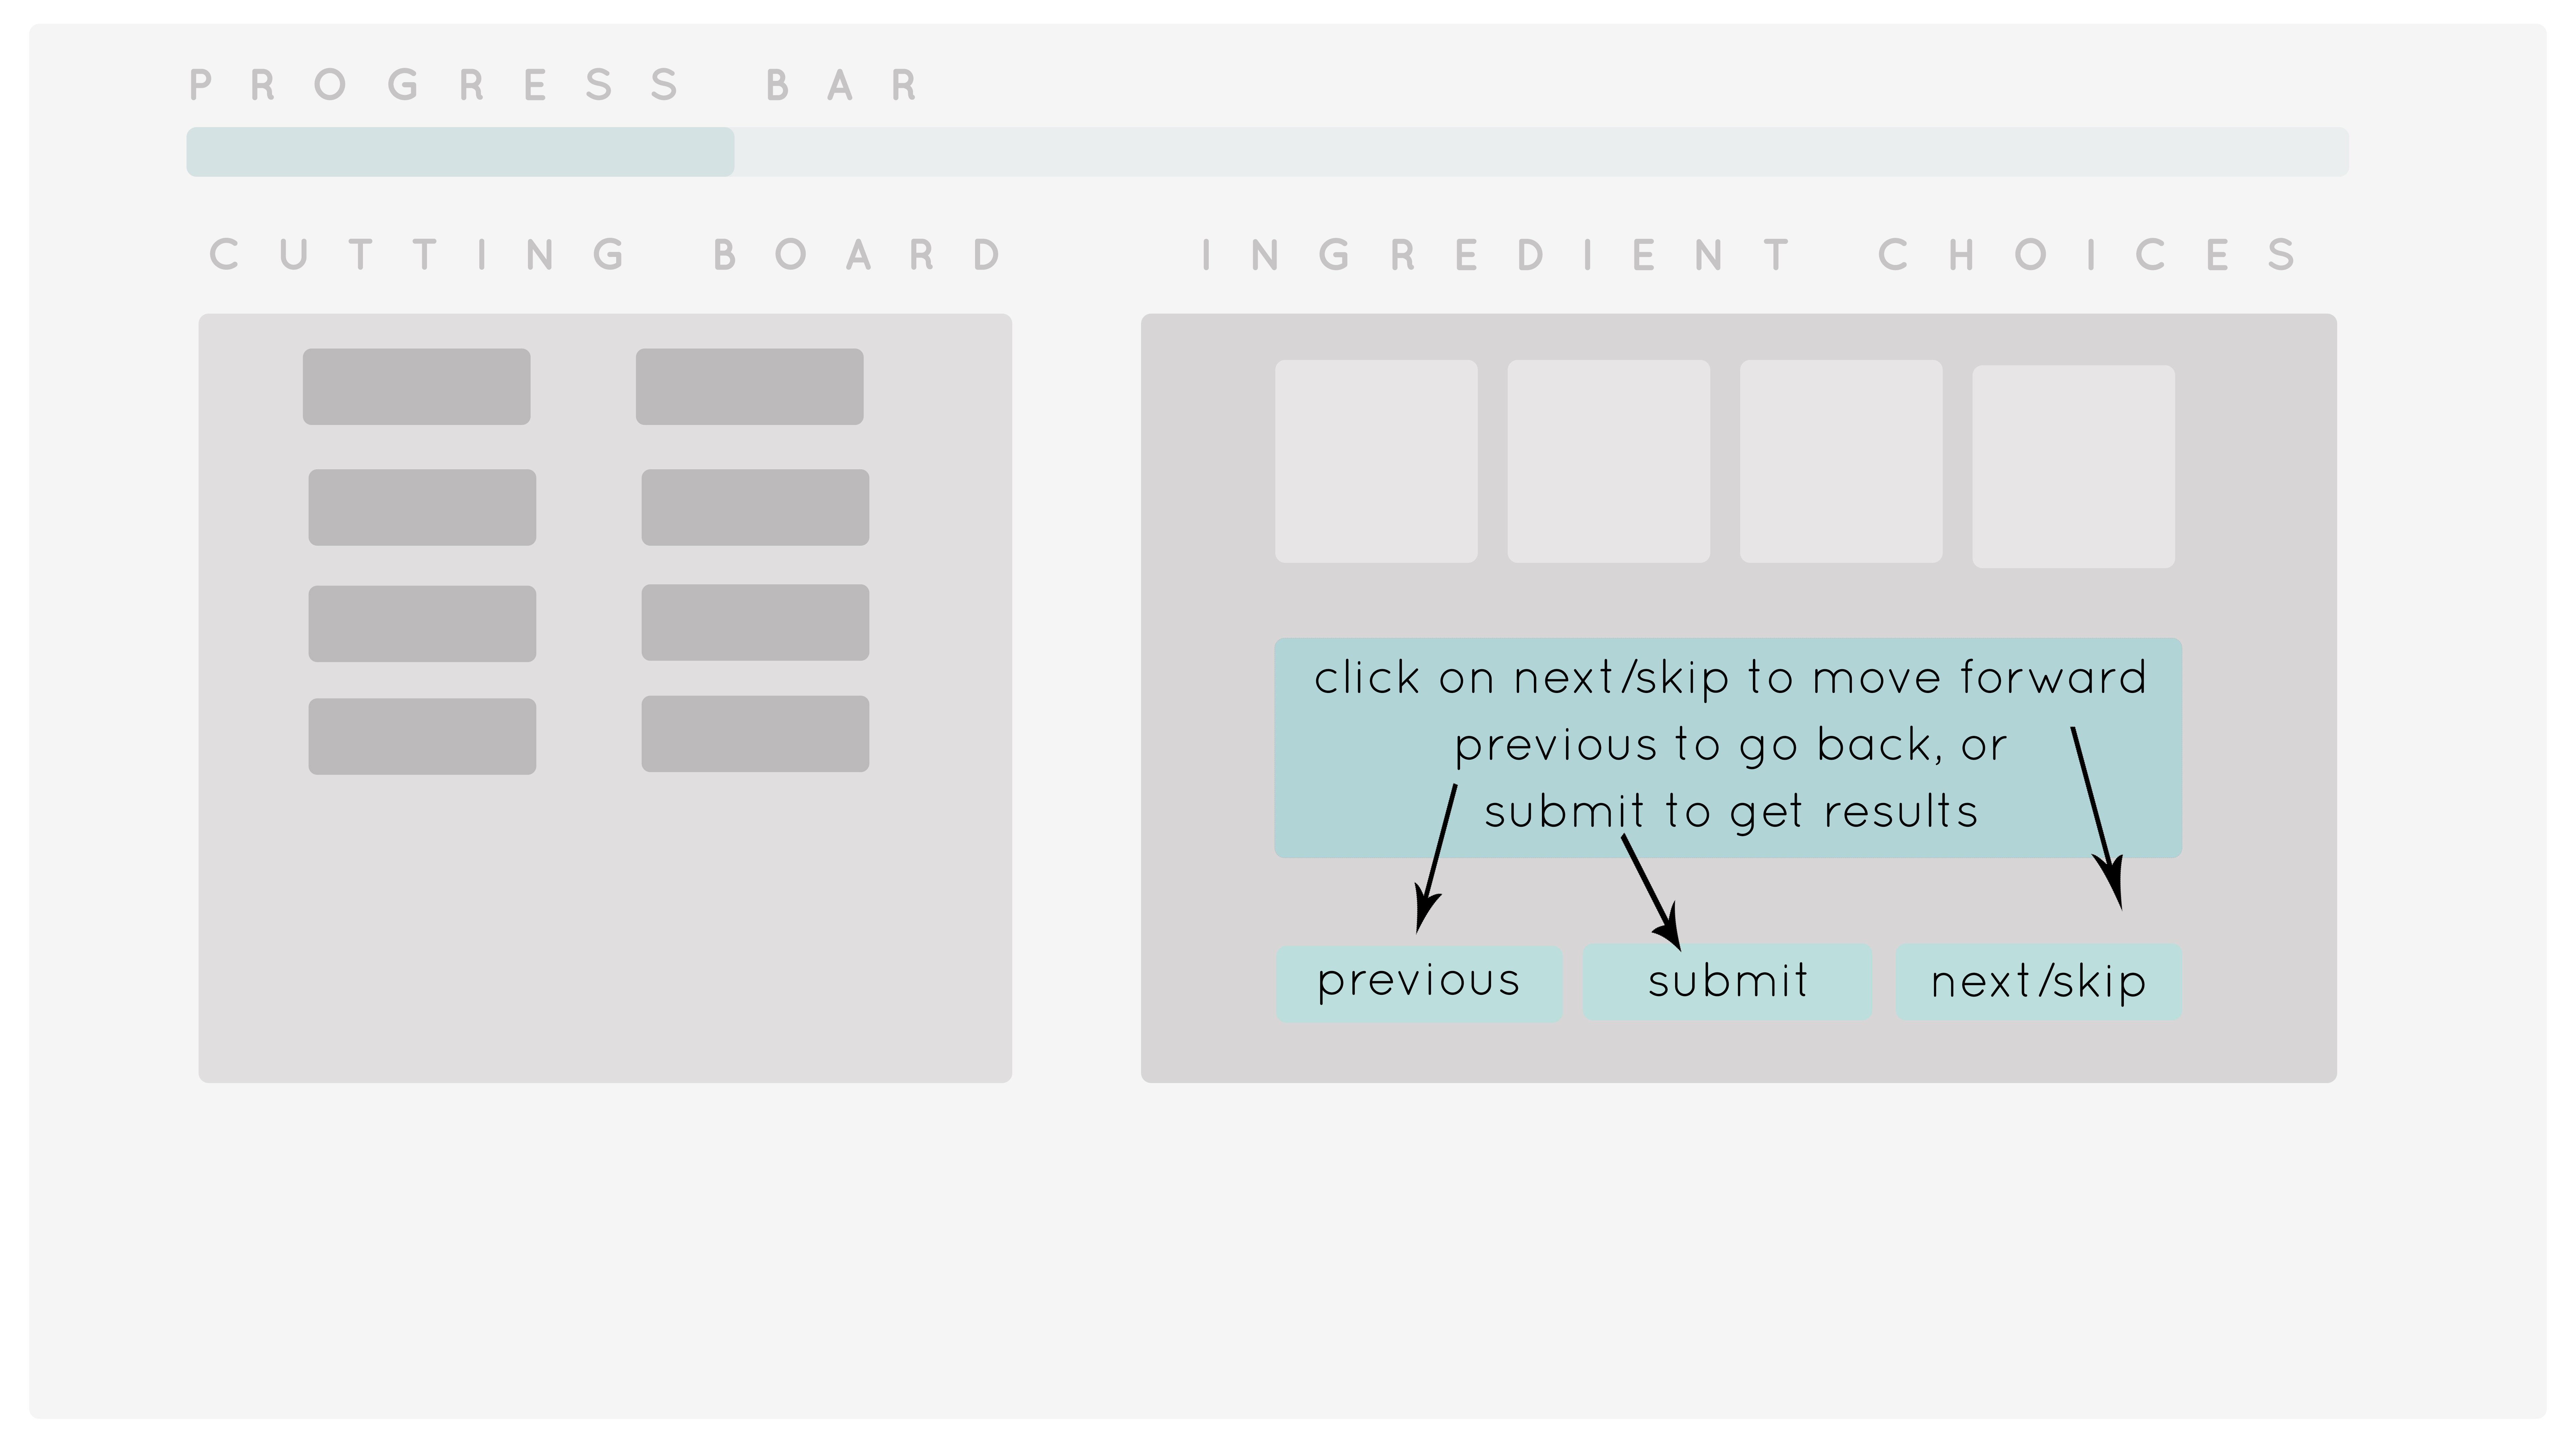 PROGRESS BAR
CUTTING BOARD
INGREDIENT CHOICES
click on next/skip to move forward
previous to go back, or
submit to get results
previous
submit
next/skip